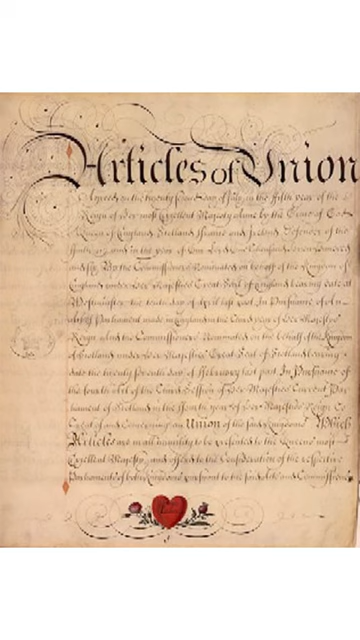 Articles of Union
Agreed on the twenty Second day of July in the fifth year of the
Reign of Her most Excellent Majesty Anne by the Grace of God
Queen of England Scotland France and Ireland Defender of the
Faith &c and in the year of our Lord One thousand Seven hundred
and Six By the Commissioners Nominated on behalf of the Kingdom of
England under Her Majesties Great Seal of England bearing date at
Westminster the tenth day of April last past In Pursuance of
Parliament made in England in the third year of Her Majesties
Reign and the Commissioners Nominated on the behalf of the Kingdom
of Scotland under Her Majesties Great Seal of Scotland bearing
date the twenty Seventh day of February last past In Pursuance of
the fourth Act of the third Session of Her Majesties Current Par-
liament of Scotland in the year of Her Majesties Reign
Treat of and Concerning an Union of the said Kingdoms Which
Articles are in all humility to be presented to the Queens most
Excellent Majesty and offered to the Consideration of the respective
Parliaments of both Kingdoms pursuant to the said Acts and Commissions